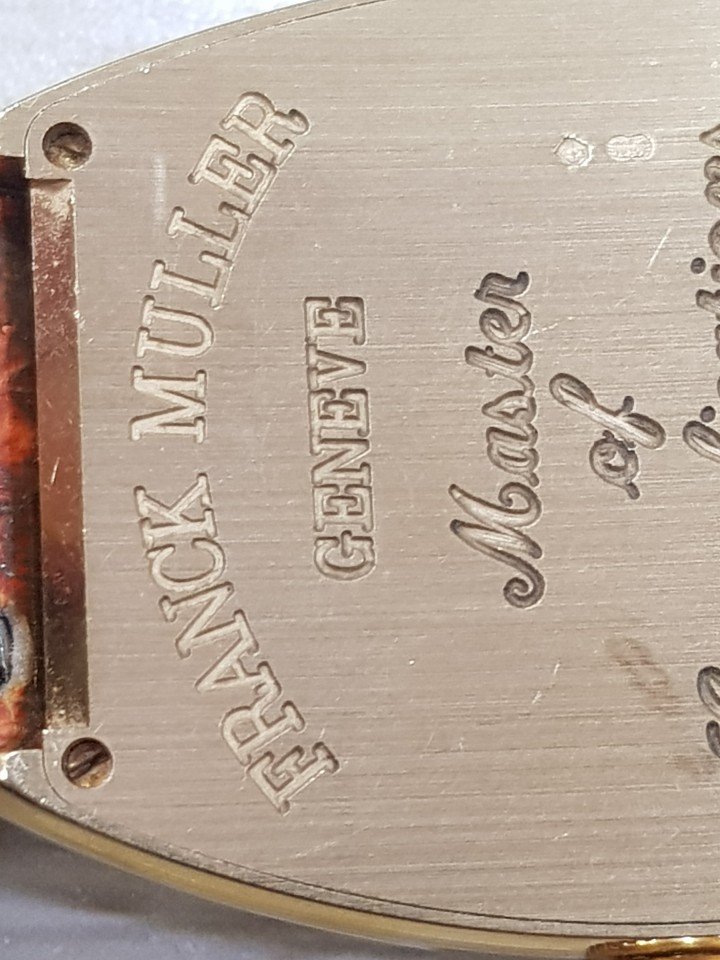 FRANCK MULLER
GENEVE
Master
of